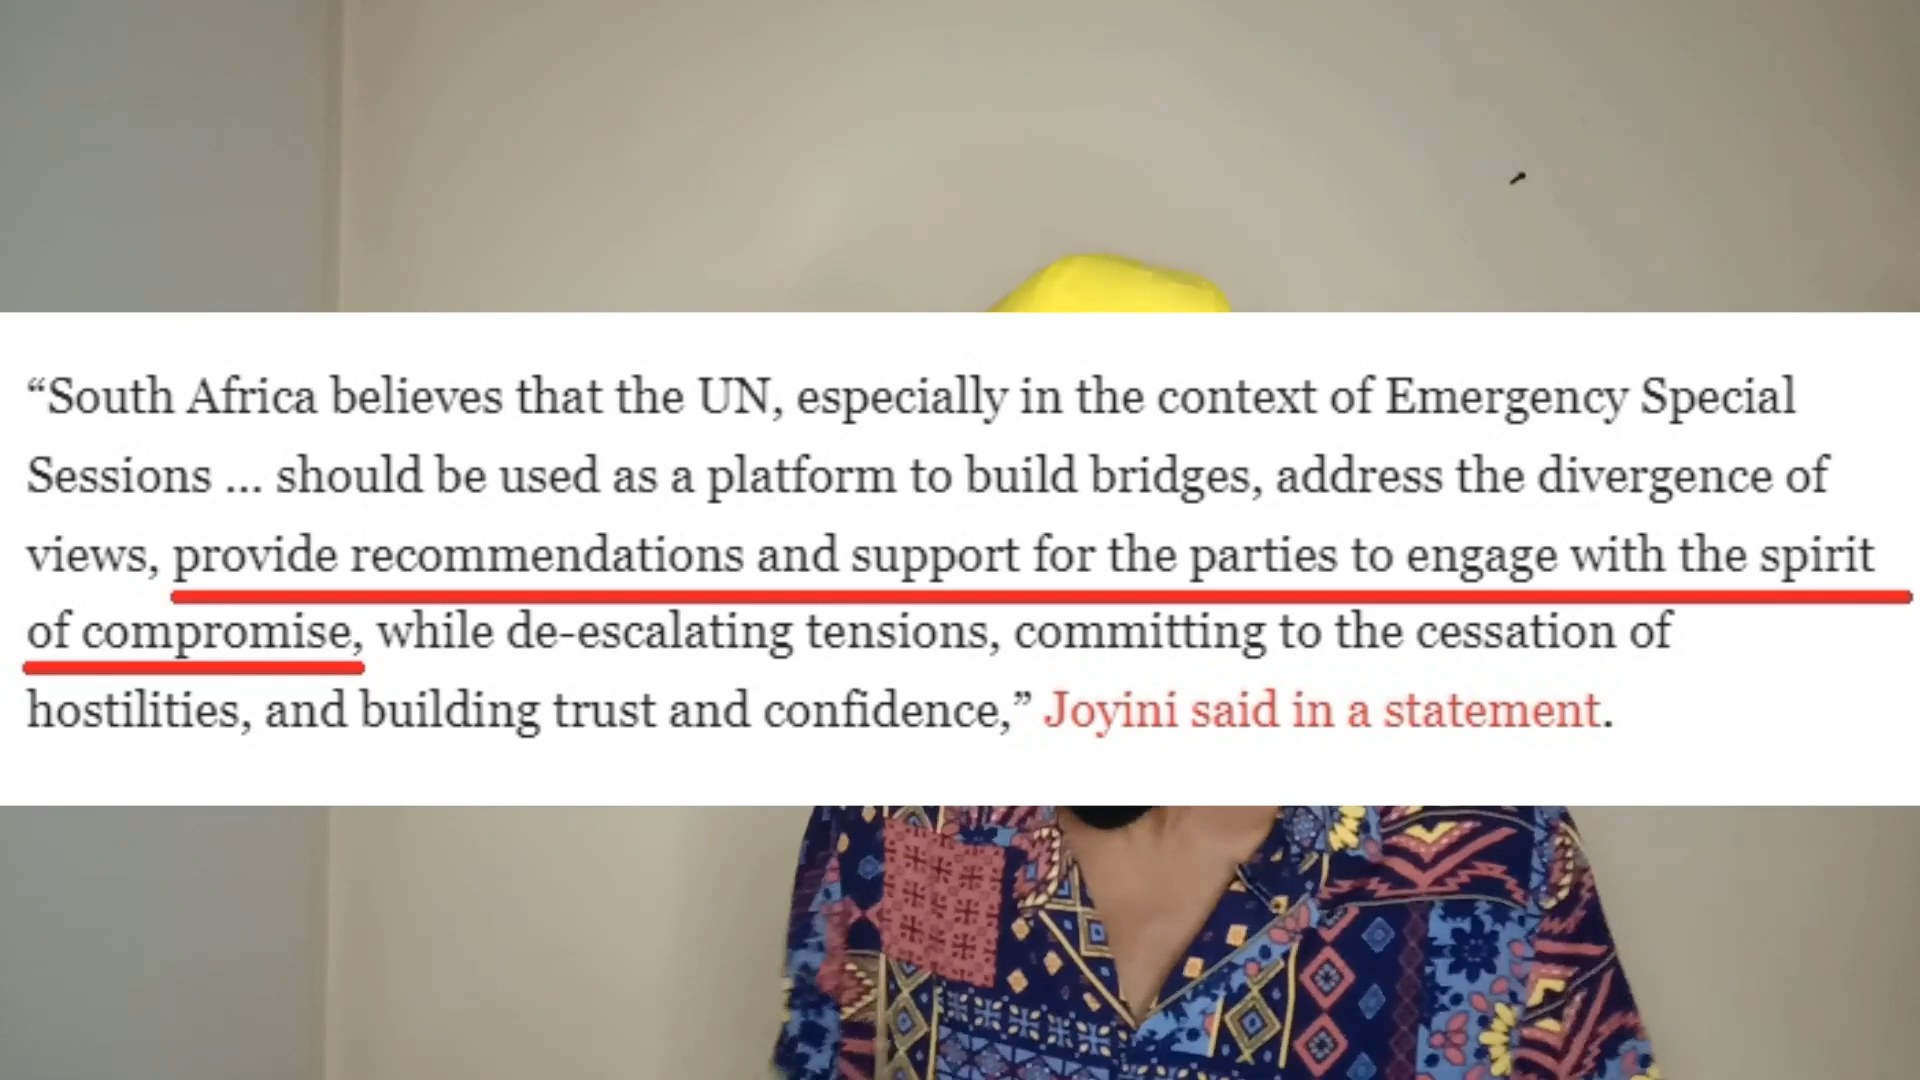 “South Africa believes that the UN, especially in the context of Emergency Special
Sessions ... should be used as a platform to build bridges, address the divergence of
views, provide recommendations and support for the parties to engage with the spirit
of compromise, while de-escalating tensions, committing to the cessation of
hostilities, and building trust and confidence,” Joyini said in a statement.